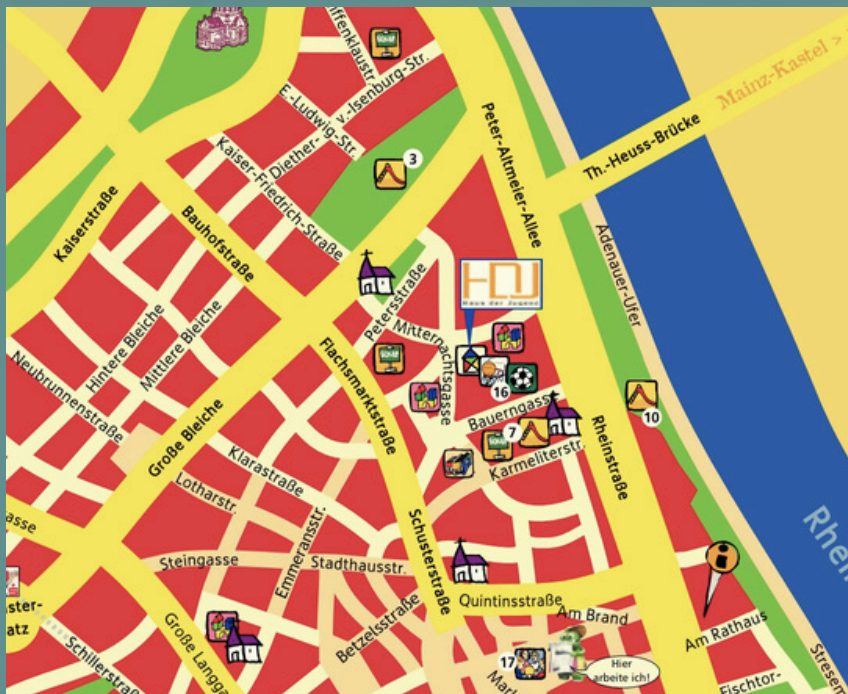 v.-Isenburg-Str.
E.-Ludwig-Str.
Diether-
Kaiser-Friedrich-Straße
3
Peter-Altmeier-Allee
Mainz-Kastel >
Th.-Heuss-Brücke
Adenauer-Ufer
Kaiserstraße
Bauhofstraße
HDJ
Haus der Jugend
Petersstraße
Mitternachtsgasse
Hintere Bleiche
Mittlere Bleiche
Neubrunnenstraße
Flachsmarktstraße
16
Bauerngasse
7
10
Große Bleiche
Klarastraße
Karmeliterstr.
Rheinstraße
Lotharstr.
Emmeransstr.
Schusterstraße
Rhein
Steingasse
Stadthausstr.
Quintinsstraße
Am Brand
Betzelsstraße
Am Rathaus
Schillerstraße
17
Hier
arbeite ich!
Fischtor-